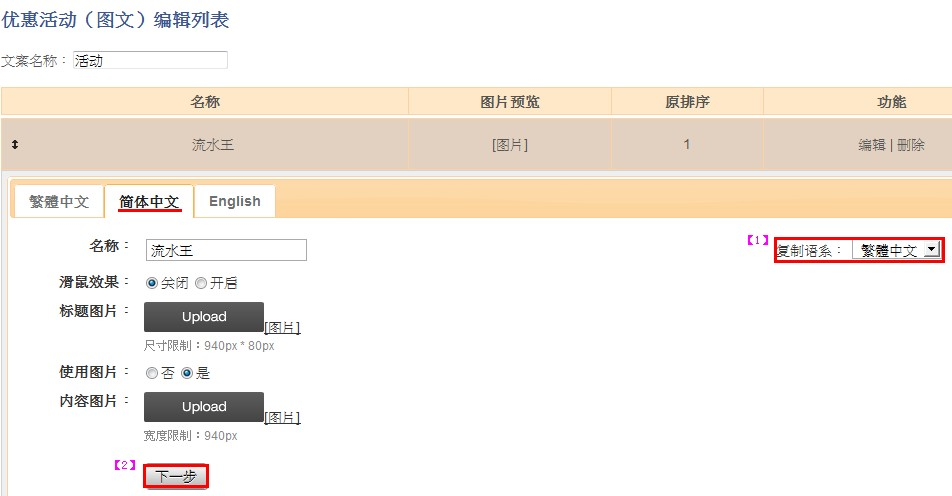 优惠活动（图文）编辑列表
文案名称： 活动
名称 图片预览 原排序 功能
流水王 [图片] 1 编辑 | 删除
繁體中文 简体中文 English
名称： 流水王 【1】 复制语系： 繁體中文
滑鼠效果： 关闭 开启
标题图片： Upload [图片]
尺寸限制：940px * 80px
使用图片： 否 是
内容图片： Upload [图片]
宽度限制：940px
【2】 下一步